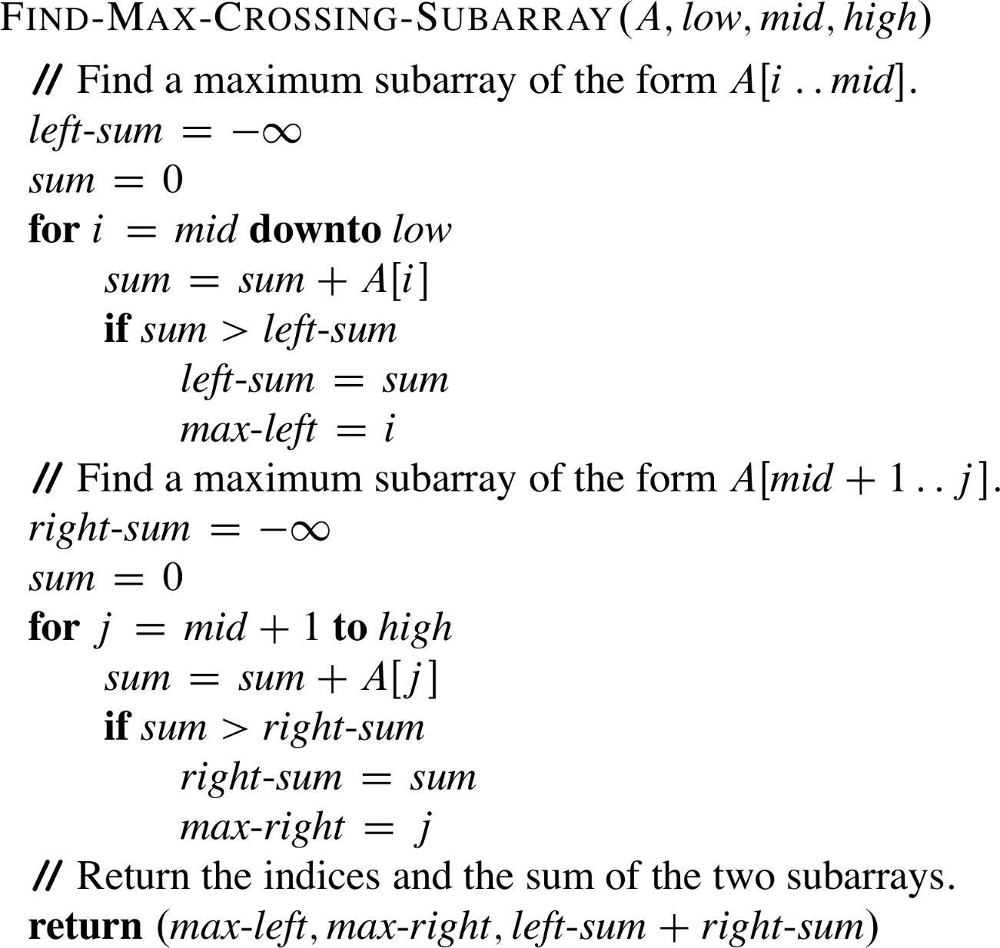 FIND-MAX-CROSSING-SUBARRAY(A, low, mid, high)
// Find a maximum subarray of the form A[i . . mid].
left-sum = −∞
sum = 0
for i = mid downto low
sum = sum + A[i]
if sum > left-sum
left-sum = sum
max-left = i
// Find a maximum subarray of the form A[mid + 1 . . j].
right-sum = −∞
sum = 0
for j = mid + 1 to high
sum = sum + A[j]
if sum > right-sum
right-sum = sum
max-right = j
// Return the indices and the sum of the two subarrays.
return (max-left, max-right, left-sum + right-sum)